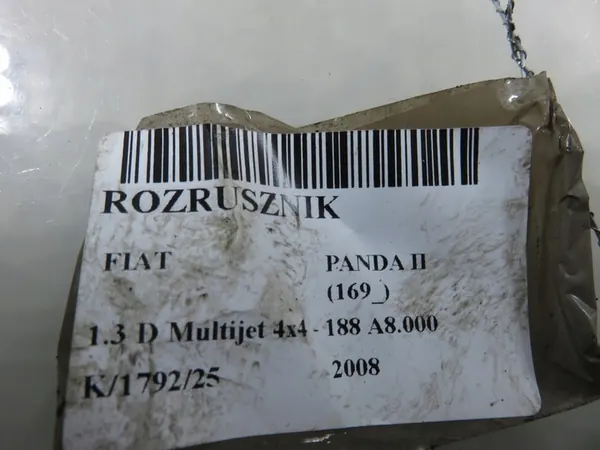 ROZRUSZNIK
FIAT PANDA II
(169_)
1.3 D Multijet 4x4 - 188 A8.000
K/1792/25 2008